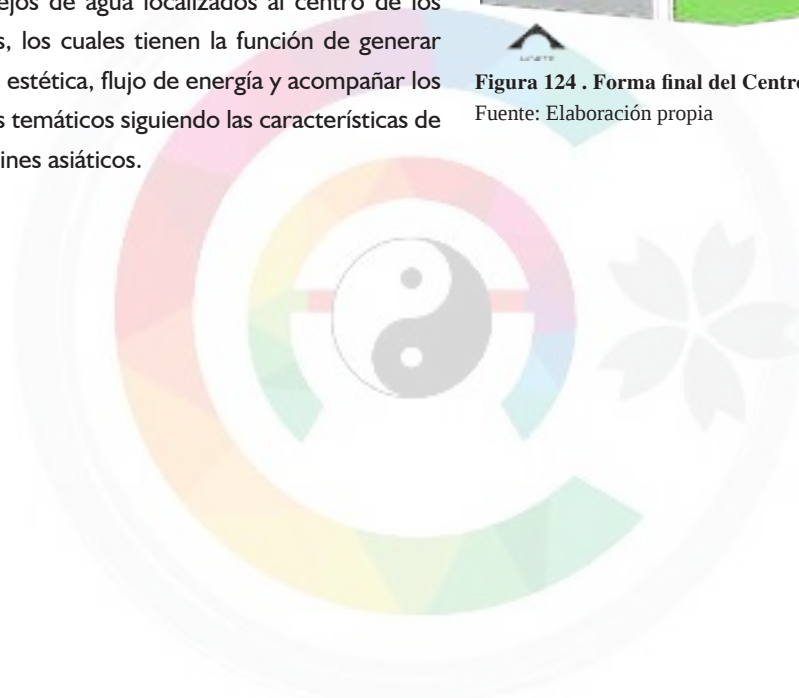 ejos de agua localizados al centro de los
s, los cuales tienen la función de generar
estética, flujo de energía y acompañar los
s temáticos siguiendo las características de
ines asiáticos.
NORTE
Figura 124 . Forma final del Centro
Fuente: Elaboración propia